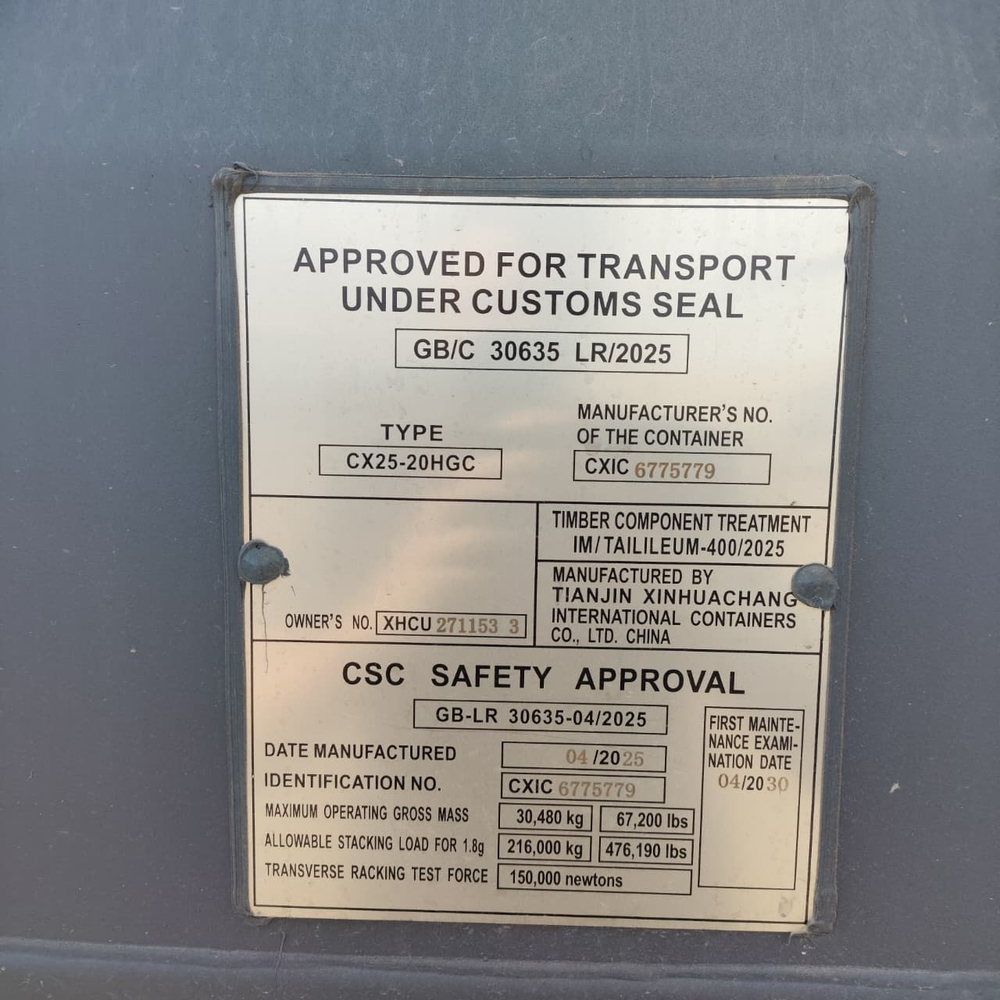 APPROVED FOR TRANSPORT
UNDER CUSTOMS SEAL
GB/C 30635 LR/2025
TYPE
CX25-20HGC
MANUFACTURER'S NO.
OF THE CONTAINER
CXIC 6775779
TIMBER COMPONENT TREATMENT
IM/TAILILEUM-400/2025
OWNER'S NO. XHCU 271153 3
MANUFACTURED BY
TIANJIN XINHUACHANG
INTERNATIONAL CONTAINERS
CO., LTD. CHINA
CSC SAFETY APPROVAL
GB-LR 30635-04/2025
DATE MANUFACTURED 04/2025
IDENTIFICATION NO. CXIC 6775779
MAXIMUM OPERATING GROSS MASS 30,480 kg 67,200 lbs
ALLOWABLE STACKING LOAD FOR 1.8g 216,000 kg 476,190 lbs
TRANSVERSE RACKING TEST FORCE 150,000 newtons
FIRST MAINTE-
NANCE EXAMI-
NATION DATE
04/2030